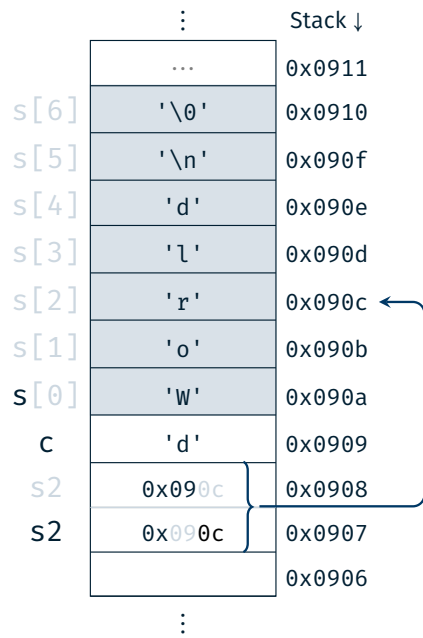 ⋮ Stack ↓
... 0x0911
s[6] '\0' 0x0910
s[5] '\n' 0x090f
s[4] 'd' 0x090e
s[3] 'l' 0x090d
s[2] 'r' 0x090c
s[1] 'o' 0x090b
s[0] 'W' 0x090a
c 'd' 0x0909
s2 0x090c 0x0908
s2 0x090c 0x0907
0x0906
⋮